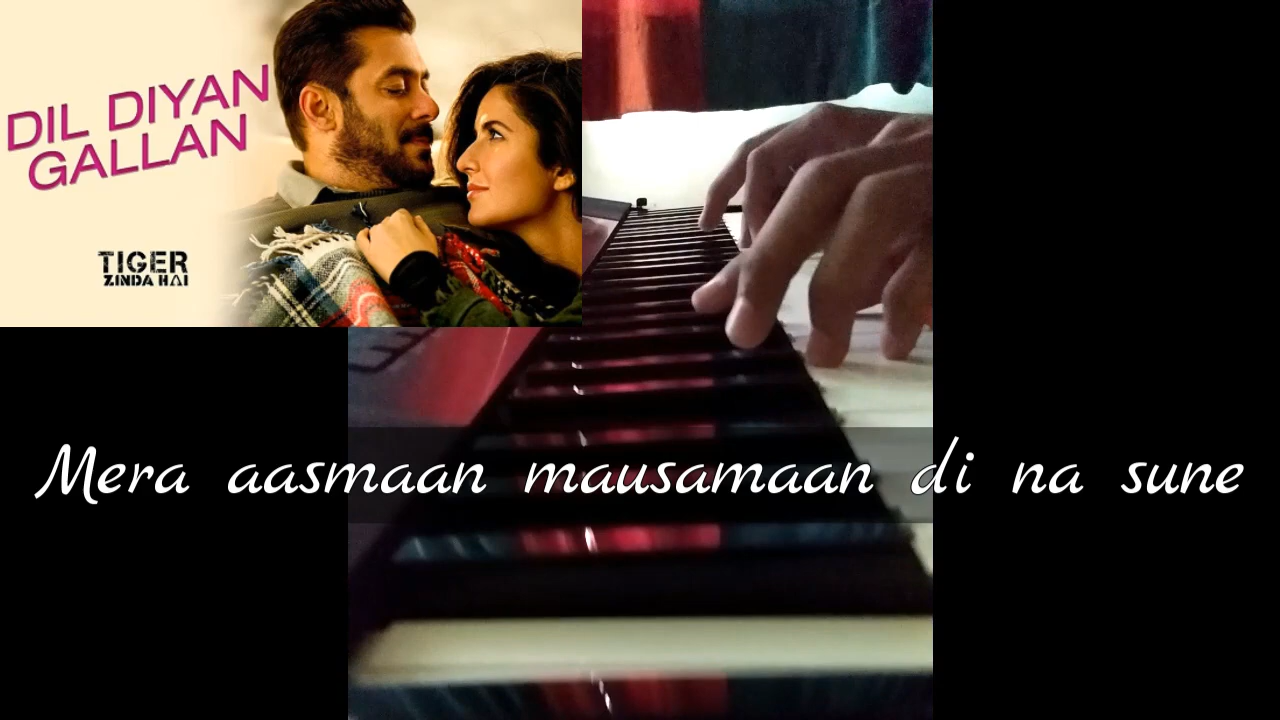 DIL DIYAN
GALLAN
TIGER
ZINDA HAI
Mera aasmaan mausamaan di na sune